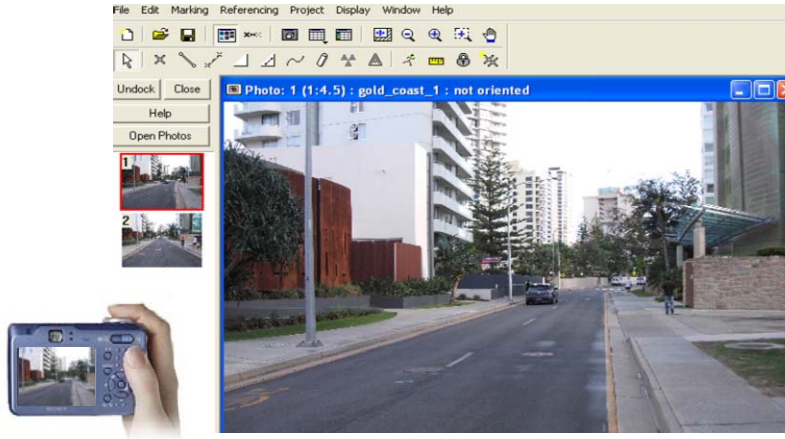 File Edit Marking Referencing Project Display Window Help
Undock Close
Help
Open Photos
Photo: 1 (1:4.5) : gold_coast_1 : not oriented
1
2